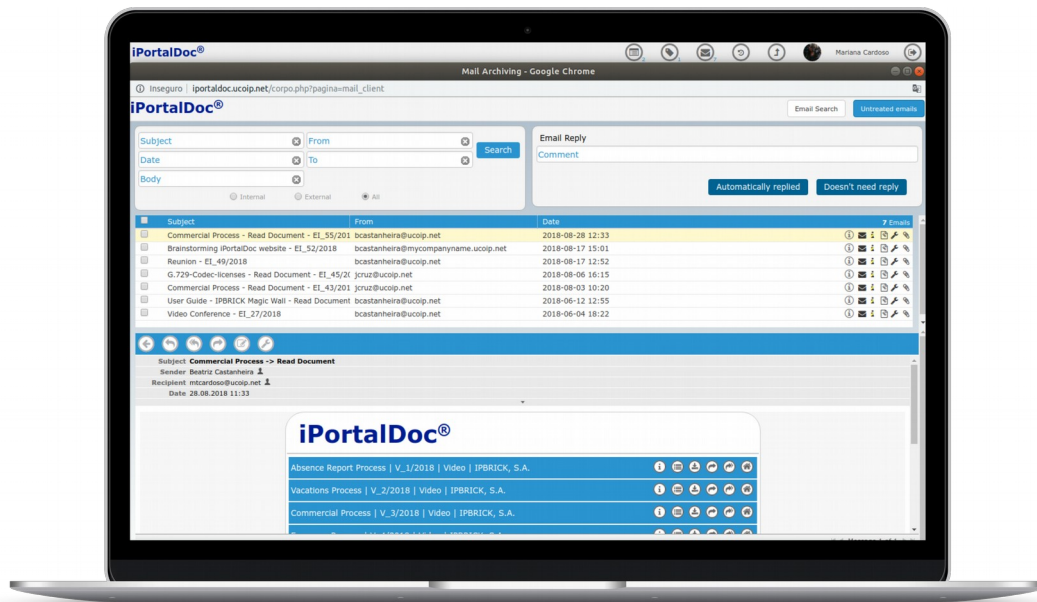 iPortalDoc®
Mariana Cardoso
Mail Archiving - Google Chrome
Inseguro | iportaldoc.ucoip.net/corpo.php?pagina=mail_client
iPortalDoc®
Email Search
Untreated emails
Subject From
Search
Date To
Body
Internal External All
Email Reply
Comment
Automatically replied Doesn't need reply
Subject From Date 7 Emails
Commercial Process - Read Document - EI_55/201 bcastanheira@ucoip.net 2018-08-28 12:33
Brainstorming iPortalDoc website - EI_52/2018 bcastanheira@mycompanyname.ucoip.net 2018-08-17 15:01
Reunion - EI_49/2018 bcastanheira@ucoip.net 2018-08-17 12:52
G.729-Codec-licenses - Read Document - EI_45/20 jcruz@ucoip.net 2018-08-06 16:15
Commercial Process - Read Document - EI_43/201 jcruz@ucoip.net 2018-08-03 10:20
User Guide - IPBRICK Magic Wall - Read Document bcastanheira@ucoip.net 2018-06-12 12:55
Video Conference - EI_27/2018 bcastanheira@ucoip.net 2018-06-04 18:22
Subject Commercial Process -> Read Document
Sender Beatriz Castanheira
Recipient mtcardoso@ucoip.net
Date 28.08.2018 11:33
iPortalDoc®
Absence Report Process | V_1/2018 | Video | IPBRICK, S.A.
Vacations Process | V_2/2018 | Video | IPBRICK, S.A.
Commercial Process | V_3/2018 | Video | IPBRICK, S.A.